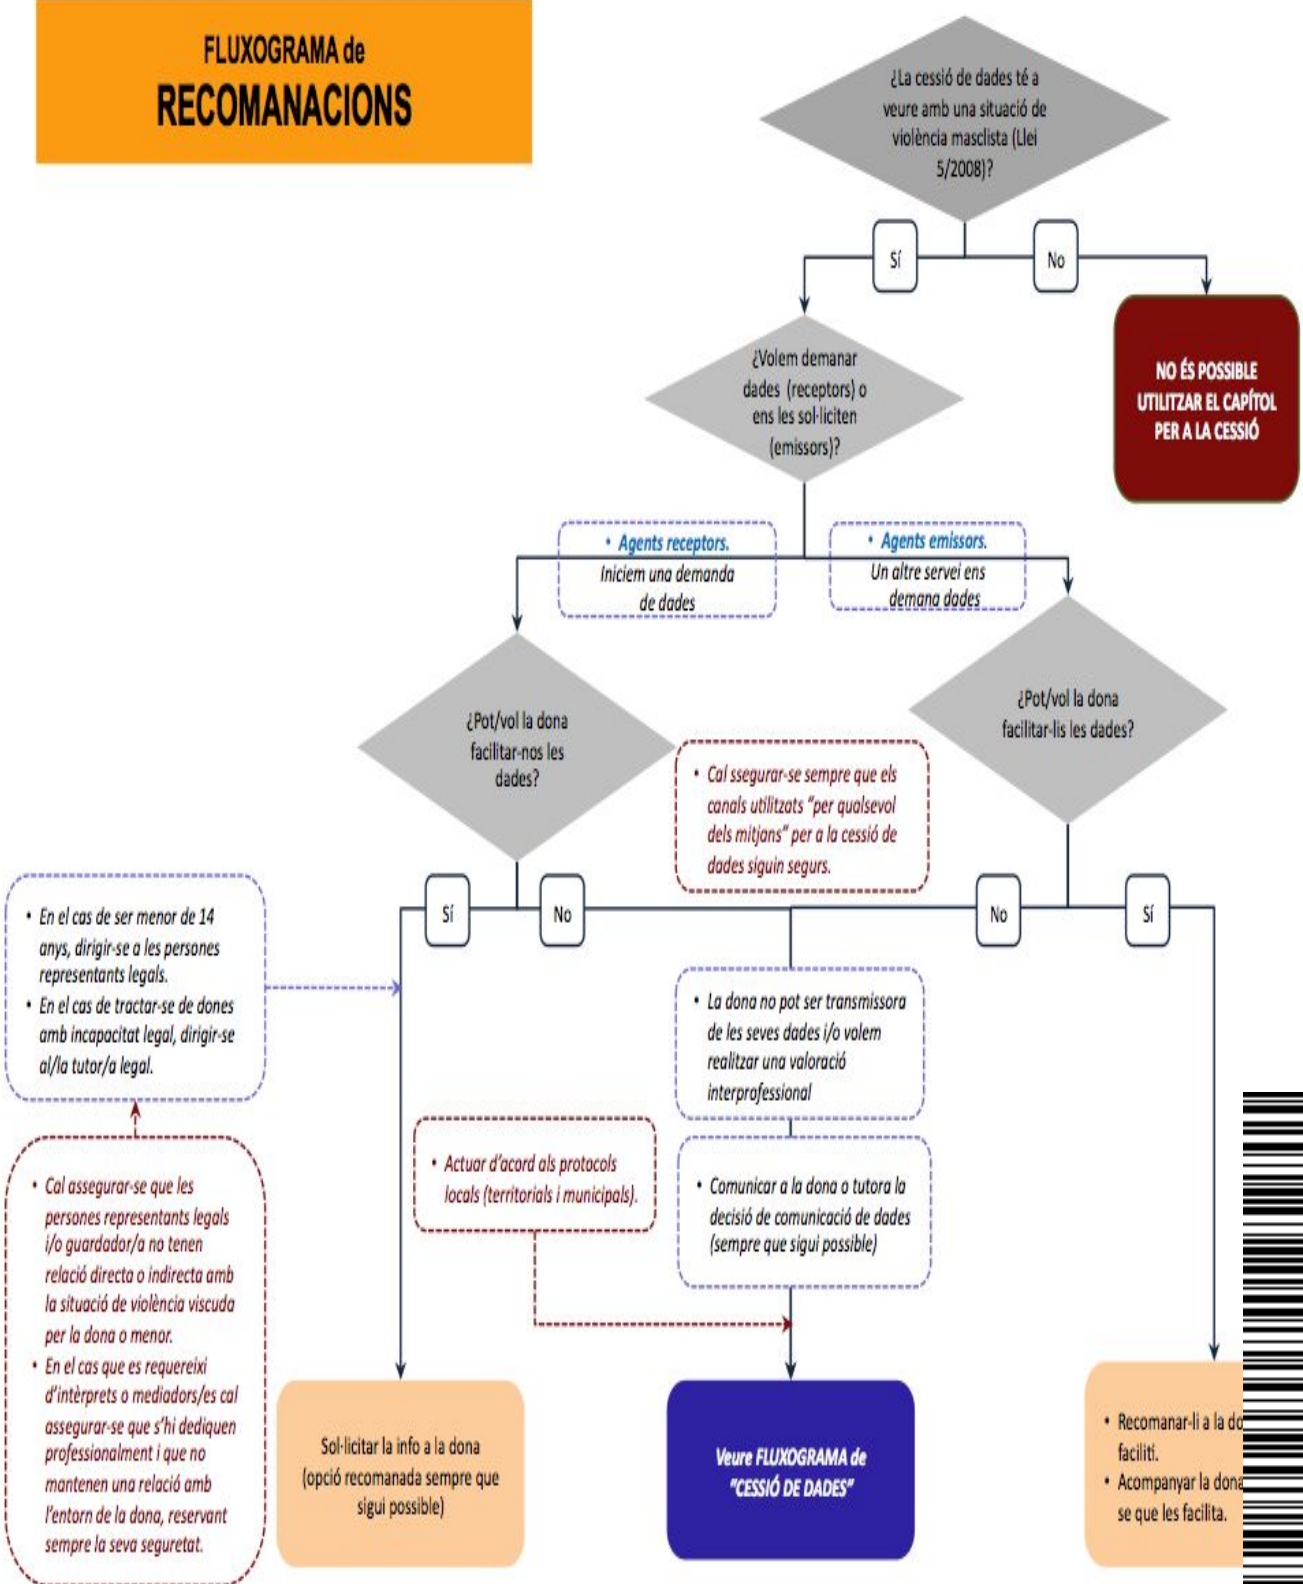 FLUXOGRAMA de
RECOMANACIONS
¿La cessió de dades té a
veure amb una situació de
violència masclista (Llei
5/2008)?
Sí
No
NO ÉS POSSIBLE
UTILITZAR EL CAPÍTOL
PER A LA CESSIÓ
¿Volem demanar
dades (receptors) o
ens les sol·liciten
(emissors)?
• Agents receptors.
Iniciem una demanda
de dades
• Agents emissors.
Un altre servei ens
demana dades
¿Pot/vol la dona
facilitar-nos les
dades?
¿Pot/vol la dona
facilitar-lis les dades?
• Cal ssegurar-se sempre que els
canals utilitzats "per qualsevol
dels mitjans" per a la cessió de
dades siguin segurs.
Sí
No
No
Sí
• En el cas de ser menor de 14
anys, dirigir-se a les persones
representants legals.
• En el cas de tractar-se de dones
amb incapacitat legal, dirigir-se
al/la tutor/a legal.
• La dona no pot ser transmissora
de les seves dades i/o volem
realitzar una valoració
interprofessional
• Actuar d'acord als protocols
locals (territorials i municipals).
• Comunicar a la dona o tutora la
decisió de comunicació de dades
(sempre que sigui possible)
• Cal assegurar-se que les
persones representants legals
i/o guardador/a no tenen
relació directa o indirecta amb
la situació de violència viscuda
per la dona o menor.
• En el cas que es requereixi
d'intèrprets o mediadors/es cal
assegurar-se que s'hi dediquen
professionalment i que no
mantenen una relació amb
l'entorn de la dona, reservant
sempre la seva seguretat.
Sol·licitar la info a la dona
(opció recomanada sempre que
sigui possible)
Veure FLUXOGRAMA de
"CESSIÓ DE DADES"
• Recomanar-li a la
faciliti.
• Acompanyar la dona
se que les facilita.